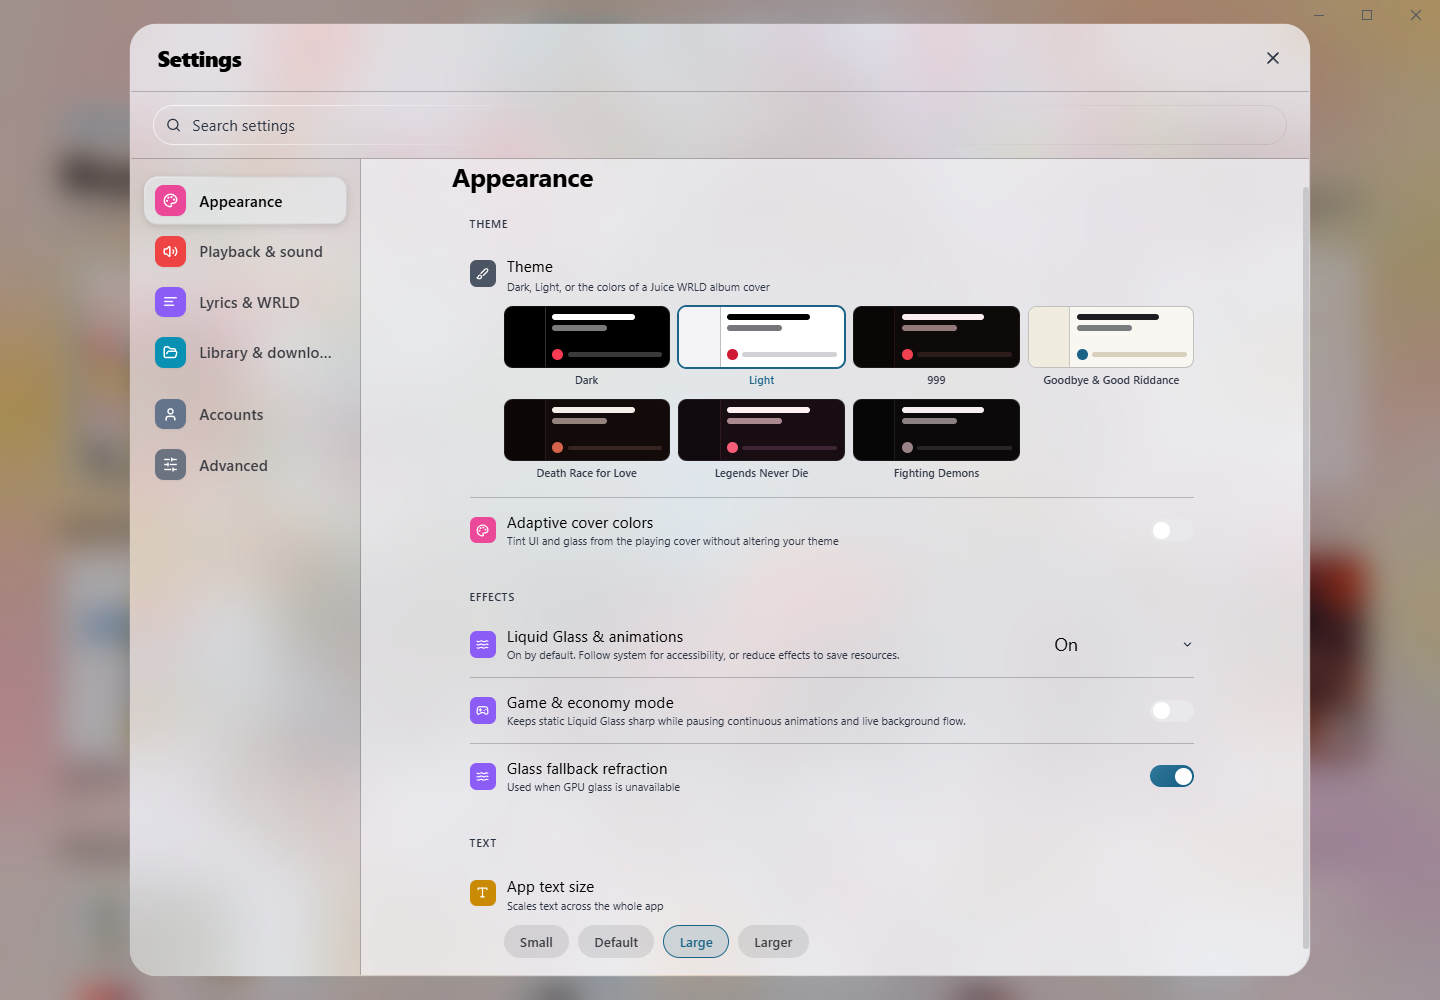 Settings
Search settings
Appearance
Playback & sound
Lyrics & WRLD
Library & downlo...
Accounts
Advanced
Appearance
THEME
Theme
Dark, Light, or the colors of a Juice WRLD album cover
Dark
Light
999
Goodbye & Good Riddance
Death Race for Love
Legends Never Die
Fighting Demons
Adaptive cover colors
Tint UI and glass from the playing cover without altering your theme
EFFECTS
Liquid Glass & animations
On by default. Follow system for accessibility, or reduce effects to save resources.
On
Game & economy mode
Keeps static Liquid Glass sharp while pausing continuous animations and live background flow.
Glass fallback refraction
Used when GPU glass is unavailable
TEXT
App text size
Scales text across the whole app
Small
Default
Large
Larger